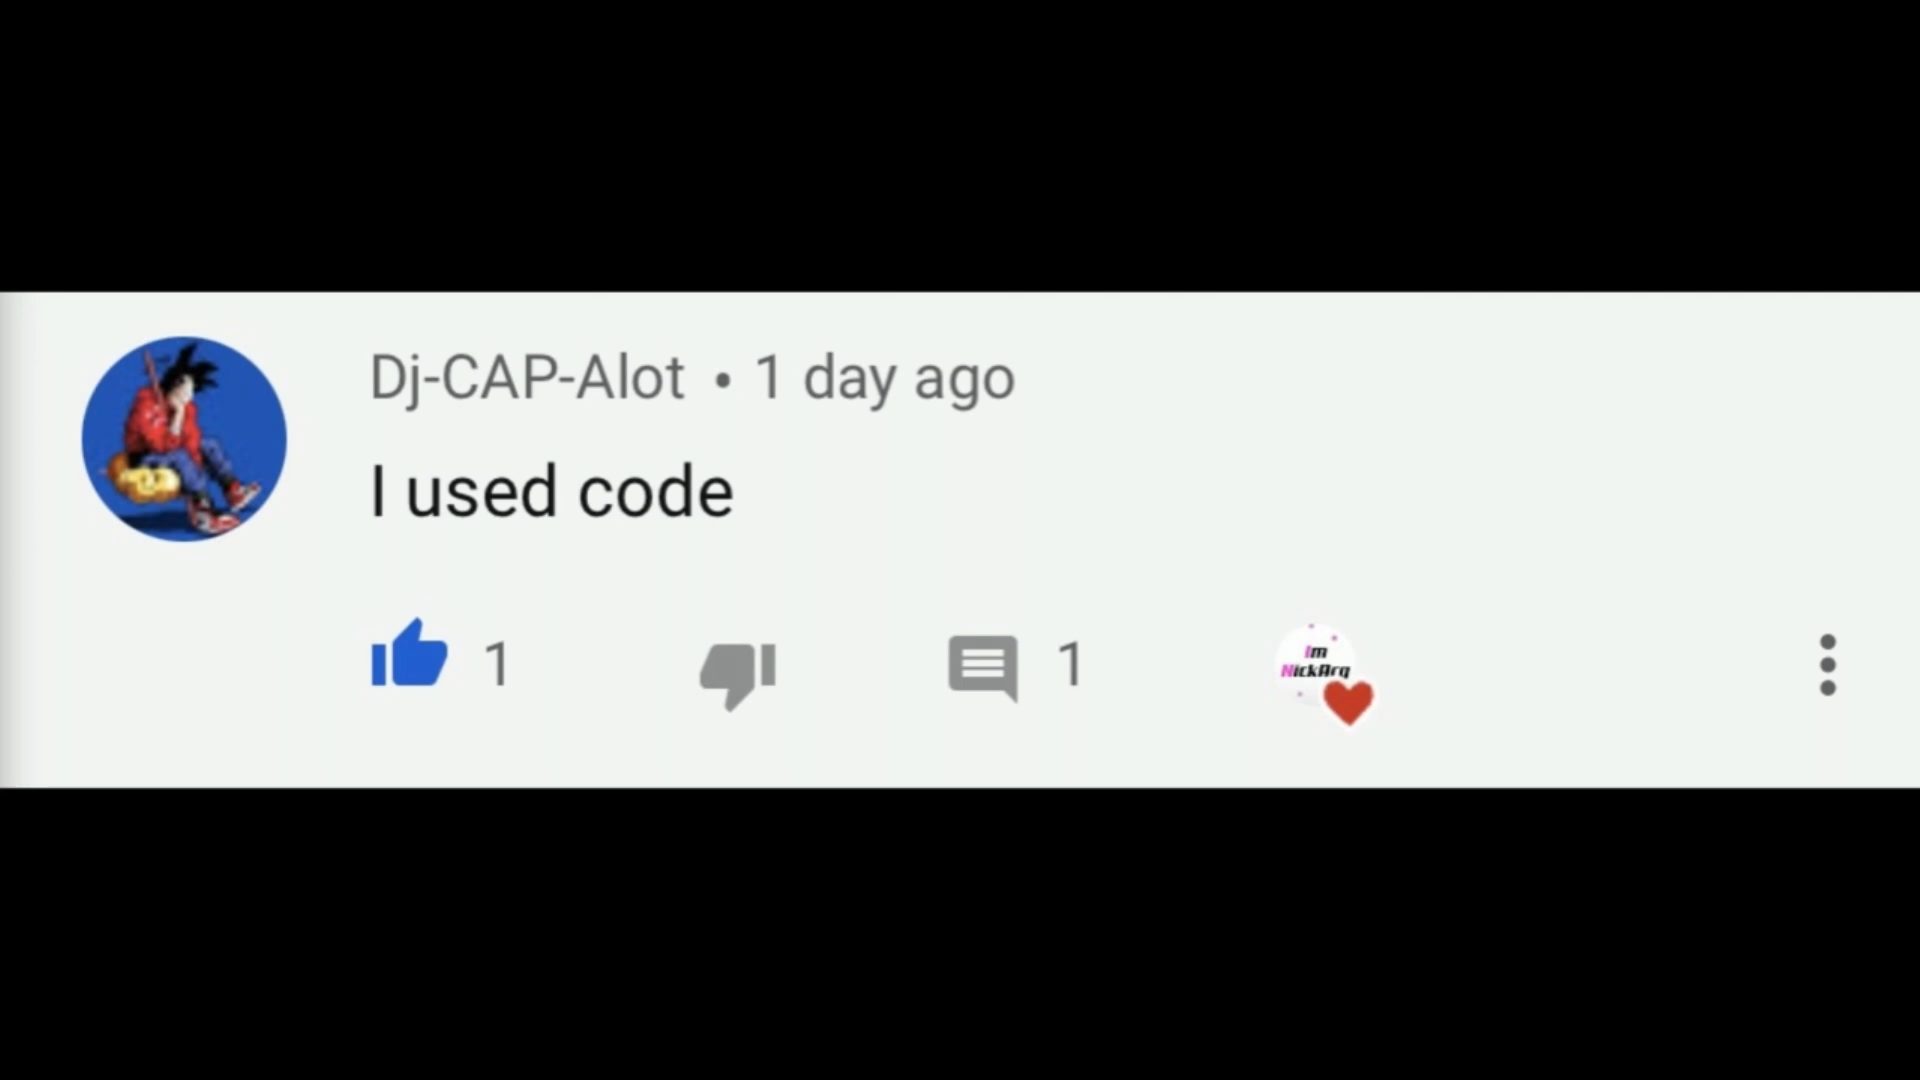 Dj-CAP-Alot • 1 day ago
I used code
1
1
Im
NickArq